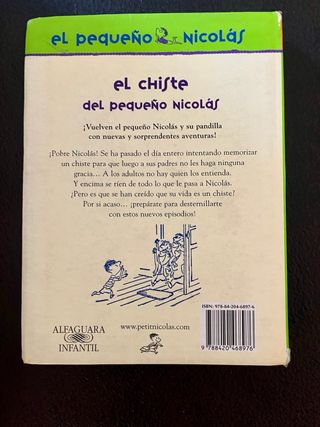 el pequeño Nicolás
el chiste
del pequeño Nicolás
¡Vuelven el pequeño Nicolás y su pandilla
con nuevas y sorprendentes aventuras!
¡Pobre Nicolás! Se ha pasado el día entero intentando memorizar
un chiste para que luego a sus padres no les haga ninguna
gracia... A los adultos no hay quien los entienda.
Y encima se ríen de todo lo que le pasa a Nicolás.
¿Pero es que se han creído que su vida es un chiste?
Por si acaso... ¡prepárate para desternillarte
con estos nuevos episodios!
ISBN: 978-84-204-6897-6
ALFAGUARA
INFANTIL
www.petitnicolas.com
9 788420 468976